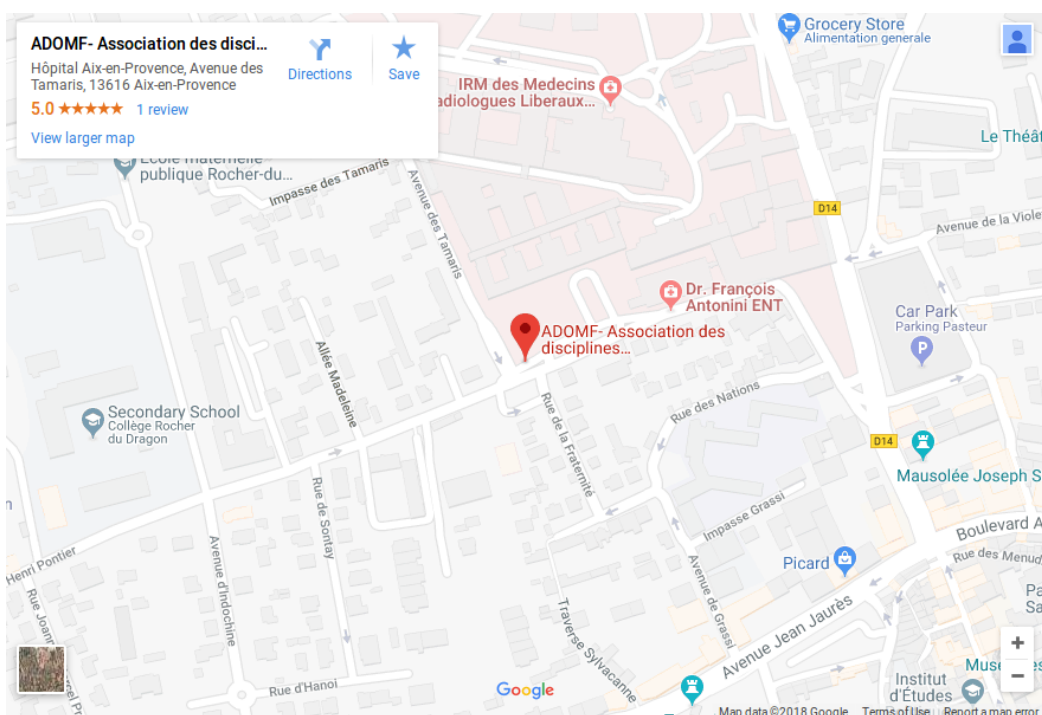 ADOMF- Association des disci...
Hôpital Aix-en-Provence, Avenue des
Tamaris, 13616 Aix-en-Provence
5.0 ★★★★★ 1 review
View larger map
Directions
Save
Grocery Store
Alimentation generale
IRM des Medecins
adiologues Liberaux...
Le Théât
publique Rocher-du...
Impasse des Tamaris
Avenue des Tamaris
D14
Avenue de la Viole
Dr. François
Antonini ENT
Car Park
Parking Pasteur
P
ADOMF- Association des
disciplines...
Allée Madeleine
Secondary School
Collège Rocher
du Dragon
Rue de la Fraternité
Rue des Nations
D14
Mausolée Joseph S
Rue de Sontay
Impasse Grassi
Boulevard A
Henri Pontier
Avenue d'Indochine
Picard
Rue des Menud
Avenue de Grassi
Pa
Sa
Traverse Sylvacanne
Avenue Jean Jaurès
+
−
Muse
es
Rue d'Hanoi
Google
Institut
d'Études
Map data ©2018 Google
Terms of Use
Report a map error